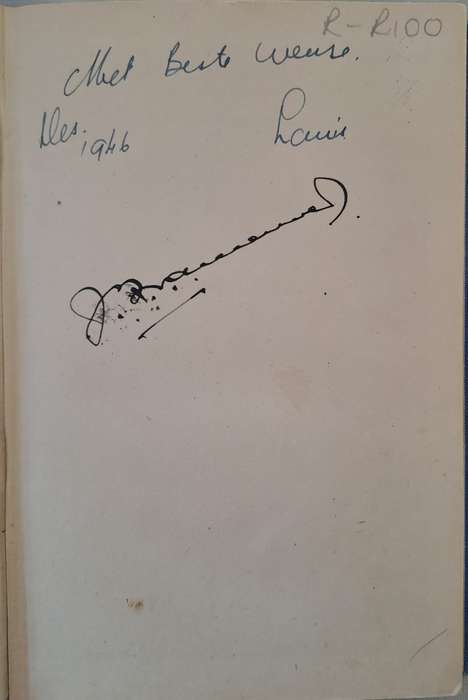 R - R100
Met Beste wense.
Des. Louis
1946